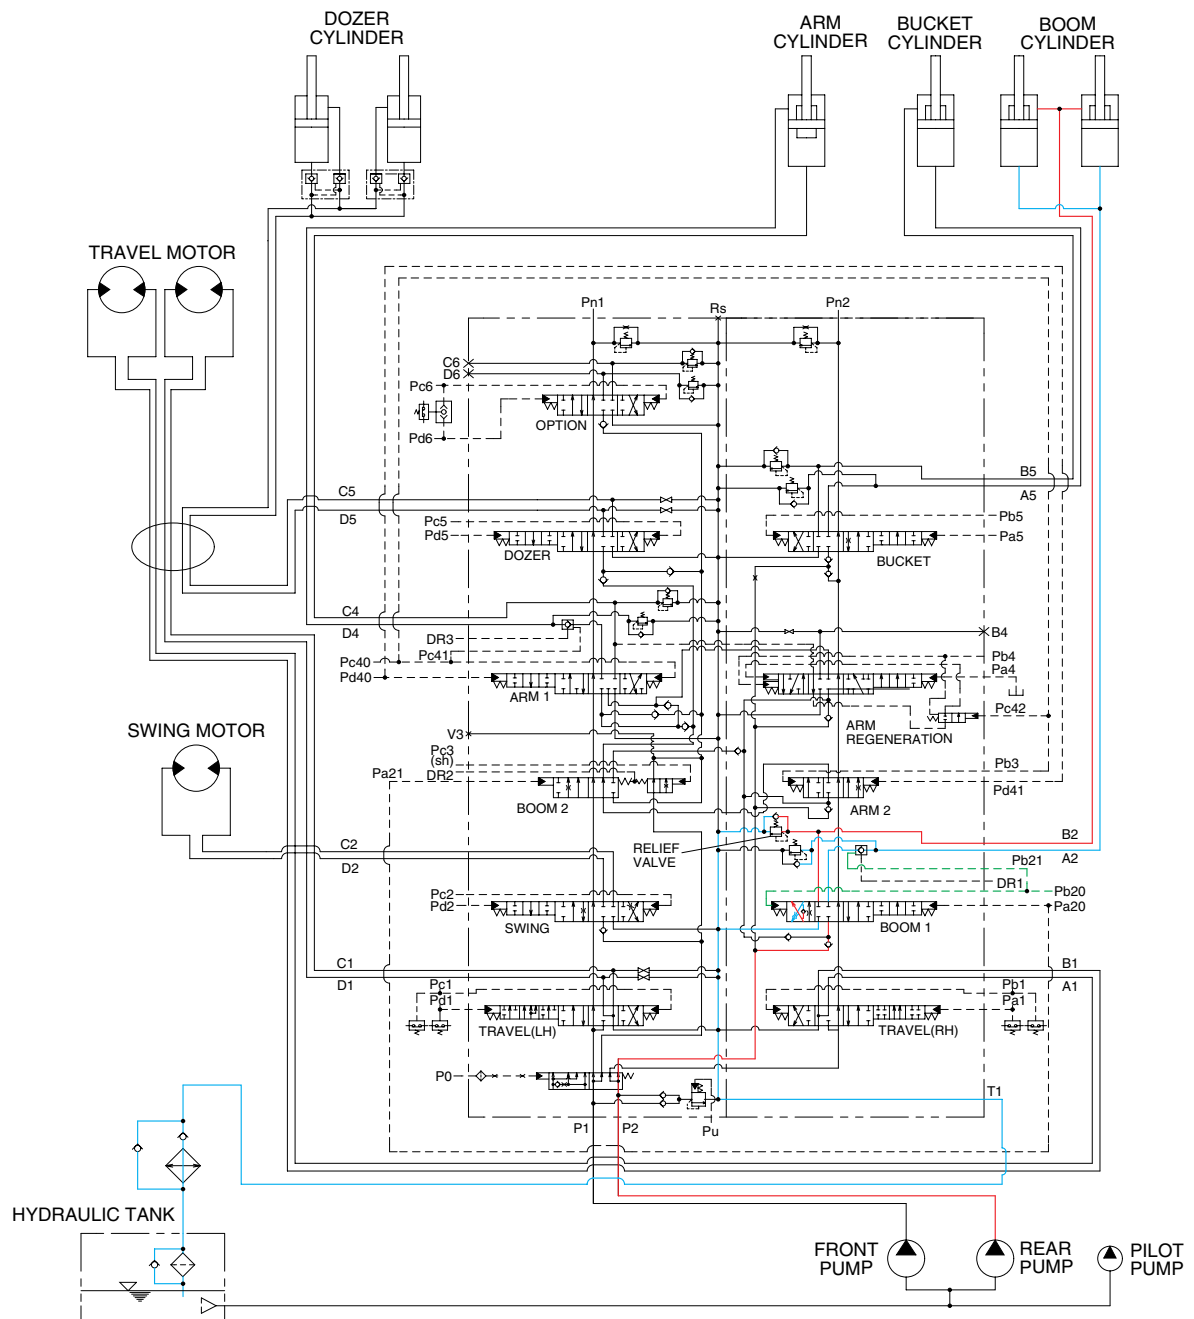 DOZER
CYLINDER
ARM
CYLINDER
BUCKET
CYLINDER
BOOM
CYLINDER
TRAVEL MOTOR
Pn1
Rs
Pn2
C6
D6
Pc6
Pd6
OPTION
C5
D5
Pc5
Pd5
DOZER
B5
A5
Pb5
Pa5
BUCKET
C4
D4
DR3
Pc40
Pc41
Pd40
ARM 1
B4
Pb4
Pa4
Pc42
ARM
REGENERATION
SWING MOTOR
V3
Pc3
(sh)
DR2
Pa21
BOOM 2
Pb3
Pd41
ARM 2
RELIEF
VALVE
C2
D2
B2
A2
Pb21
DR1
Pb20
Pa20
Pc2
Pd2
SWING
BOOM 1
C1
D1
Pc1
Pd1
TRAVEL(LH)
B1
A1
Pb1
Pa1
TRAVEL(RH)
P0
P1
P2
Pu
T1
HYDRAULIC TANK
FRONT
PUMP
REAR
PUMP
PILOT
PUMP